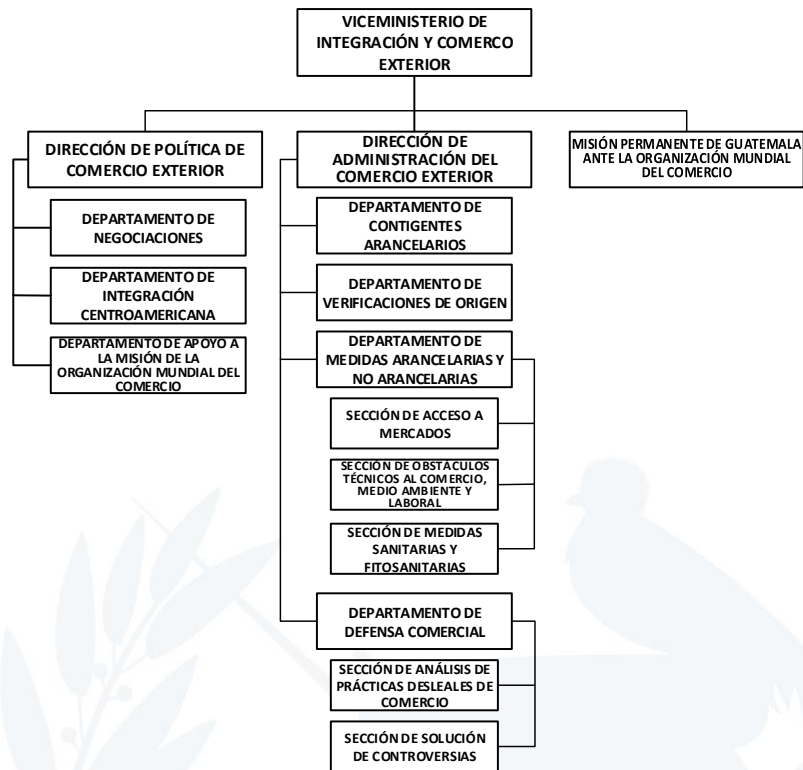 VICEMINISTERIO DE
INTEGRACIÓN Y COMERCO
EXTERIOR
DIRECCIÓN DE POLÍTICA DE
COMERCIO EXTERIOR
DEPARTAMENTO DE
NEGOCIACIONES
DEPARTAMENTO DE
INTEGRACIÓN
CENTROAMERICANA
DEPARTAMENTO DE APOYO A
LA MISIÓN DE LA
ORGANIZACIÓN MUNDIAL DEL
COMERCIO
DIRECCIÓN DE
ADMINISTRACIÓN DEL
COMERCIO EXTERIOR
DEPARTAMENTO DE
CONTIGENTES
ARANCELARIOS
DEPARTAMENTO DE
VERIFICACIONES DE ORIGEN
DEPARTAMENTO DE
MEDIDAS ARANCELARIAS Y
NO ARANCELARIAS
SECCIÓN DE ACCESO A
MERCADOS
SECCIÓN DE OBSTÁCULOS
TÉCNICOS AL COMERCIO,
MEDIO AMBIENTE Y
LABORAL
SECCIÓN DE MEDIDAS
SANITARIAS Y
FITOSANITARIAS
DEPARTAMENTO DE
DEFENSA COMERCIAL
SECCIÓN DE ANÁLISIS DE
PRÁCTICAS DESLEALES DE
COMERCIO
SECCIÓN DE SOLUCIÓN
DE CONTROVERSIAS
MISIÓN PERMANENTE DE GUATEMALA
ANTE LA ORGANIZACIÓN MUNDIAL
DEL COMERCIO